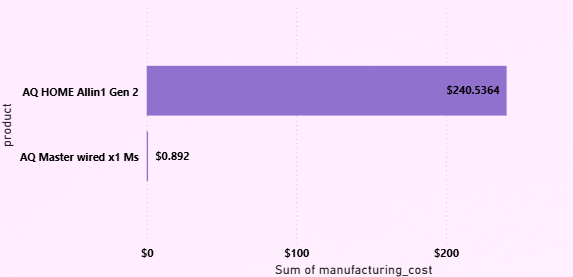 product
AQ HOME Allin1 Gen 2
$240.5364
AQ Master wired x1 Ms
$0.892
$0
$100
$200
Sum of manufacturing_cost